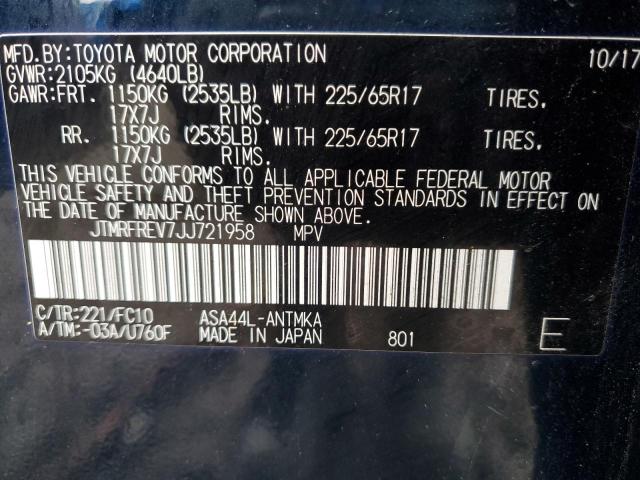 MFD.BY:TOYOTA MOTOR CORPORATION 10/17
GVWR:2105KG (4640LB)
GAWR:FRT. 1150KG (2535LB) WITH 225/65R17 TIRES.
17X7J RIMS.
RR. 1150KG (2535LB) WITH 225/65R17 TIRES.
17X7J RIMS.
THIS VEHICLE CONFORMS TO ALL APPLICABLE FEDERAL MOTOR
VEHICLE SAFETY AND THEFT PREVENTION STANDARDS IN EFFECT ON
THE DATE OF MANUFACTURE SHOWN ABOVE.
JTMRFREV7JJ721958 MPV
C/TR:221/FC10 ASA44L-ANTMKA
A/TM:-03A/U760F MADE IN JAPAN 801 E